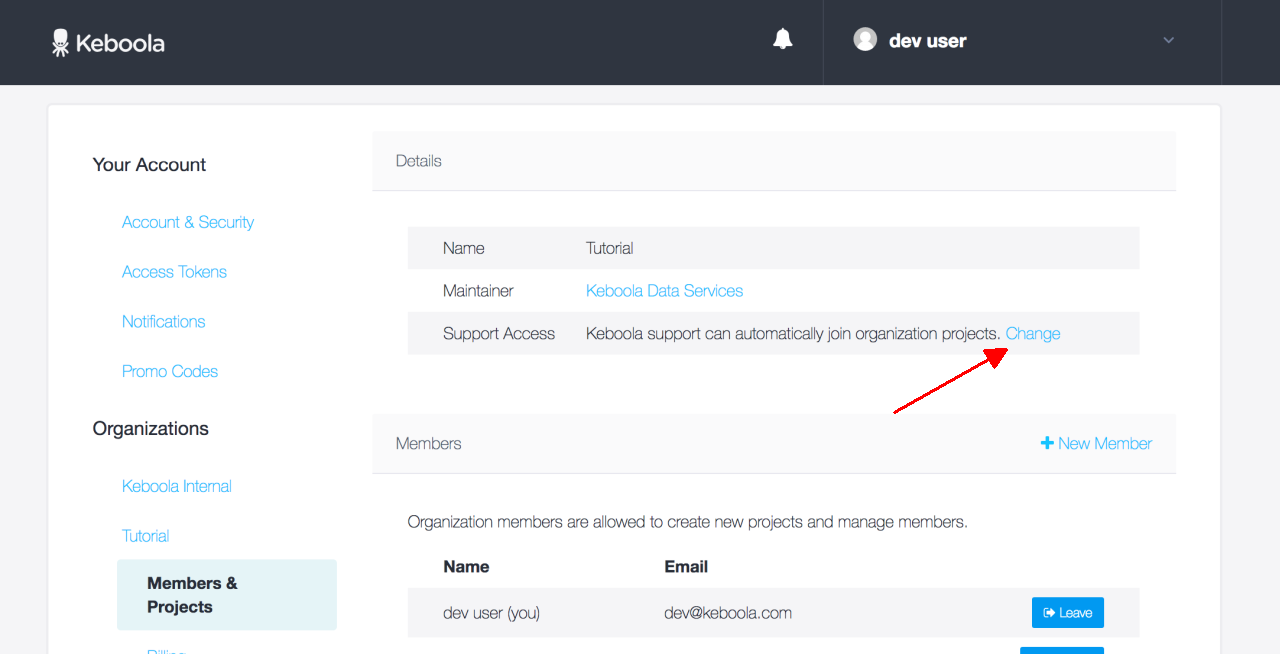 Keboola
dev user
Your Account
Account & Security
Access Tokens
Notifications
Promo Codes
Organizations
Keboola Internal
Tutorial
Members &
Projects
Billing
Details
Name Tutorial
Maintainer Keboola Data Services
Support Access Keboola support can automatically join organization projects. Change
Members New Member
Organization members are allowed to create new projects and manage members.
Name Email
dev user (you) dev@keboola.com Leave